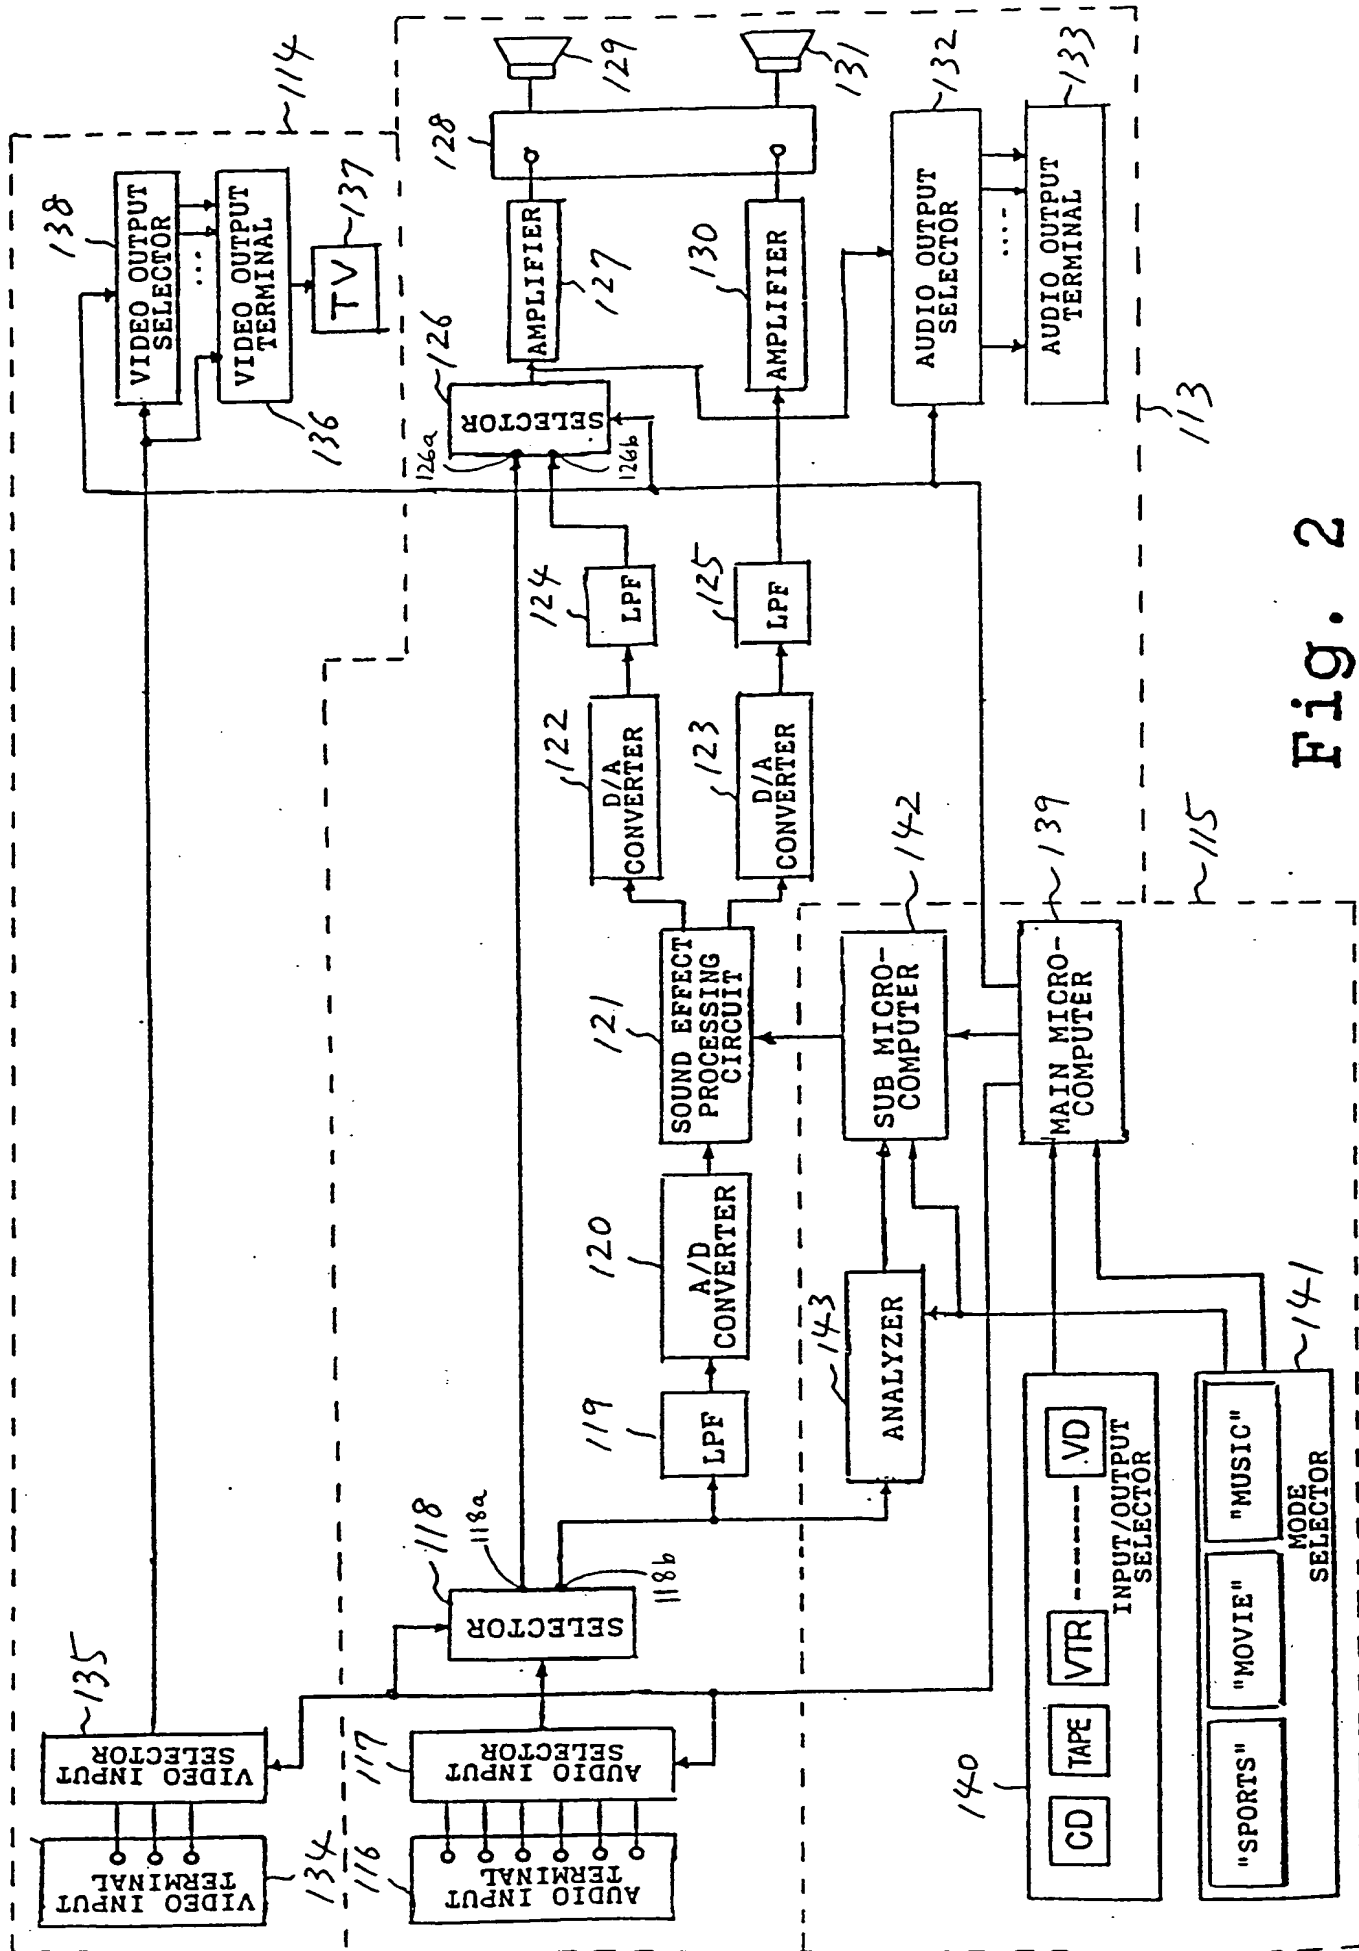 114
138
VIDEO OUTPUT
SELECTOR
VIDEO OUTPUT
TERMINAL
136
TV
137
135
VIDEO INPUT
SELECTOR
VIDEO INPUT
TERMINAL
134
116
AUDIO INPUT
TERMINAL
117
AUDIO INPUT
SELECTOR
118
SELECTOR
118a
118b
119
LPF
120
A/D
CONVERTER
121
SOUND EFFECT
PROCESSING
CIRCUIT
122
D/A
CONVERTER
123
D/A
CONVERTER
124
LPF
125
LPF
126
SELECTOR
126a
126b
AMPLIFIER
127
128
129
AMPLIFIER
130
131
132
AUDIO OUTPUT
SELECTOR
133
AUDIO OUTPUT
TERMINAL
113
143
ANALYZER
142
SUB MICRO-
COMPUTER
139
MAIN MICRO-
COMPUTER
115
140
CD
TAPE
VTR
VD
INPUT/OUTPUT
SELECTOR
141
"SPORTS"
"MOVIE"
"MUSIC"
MODE
SELECTOR
Fig. 2